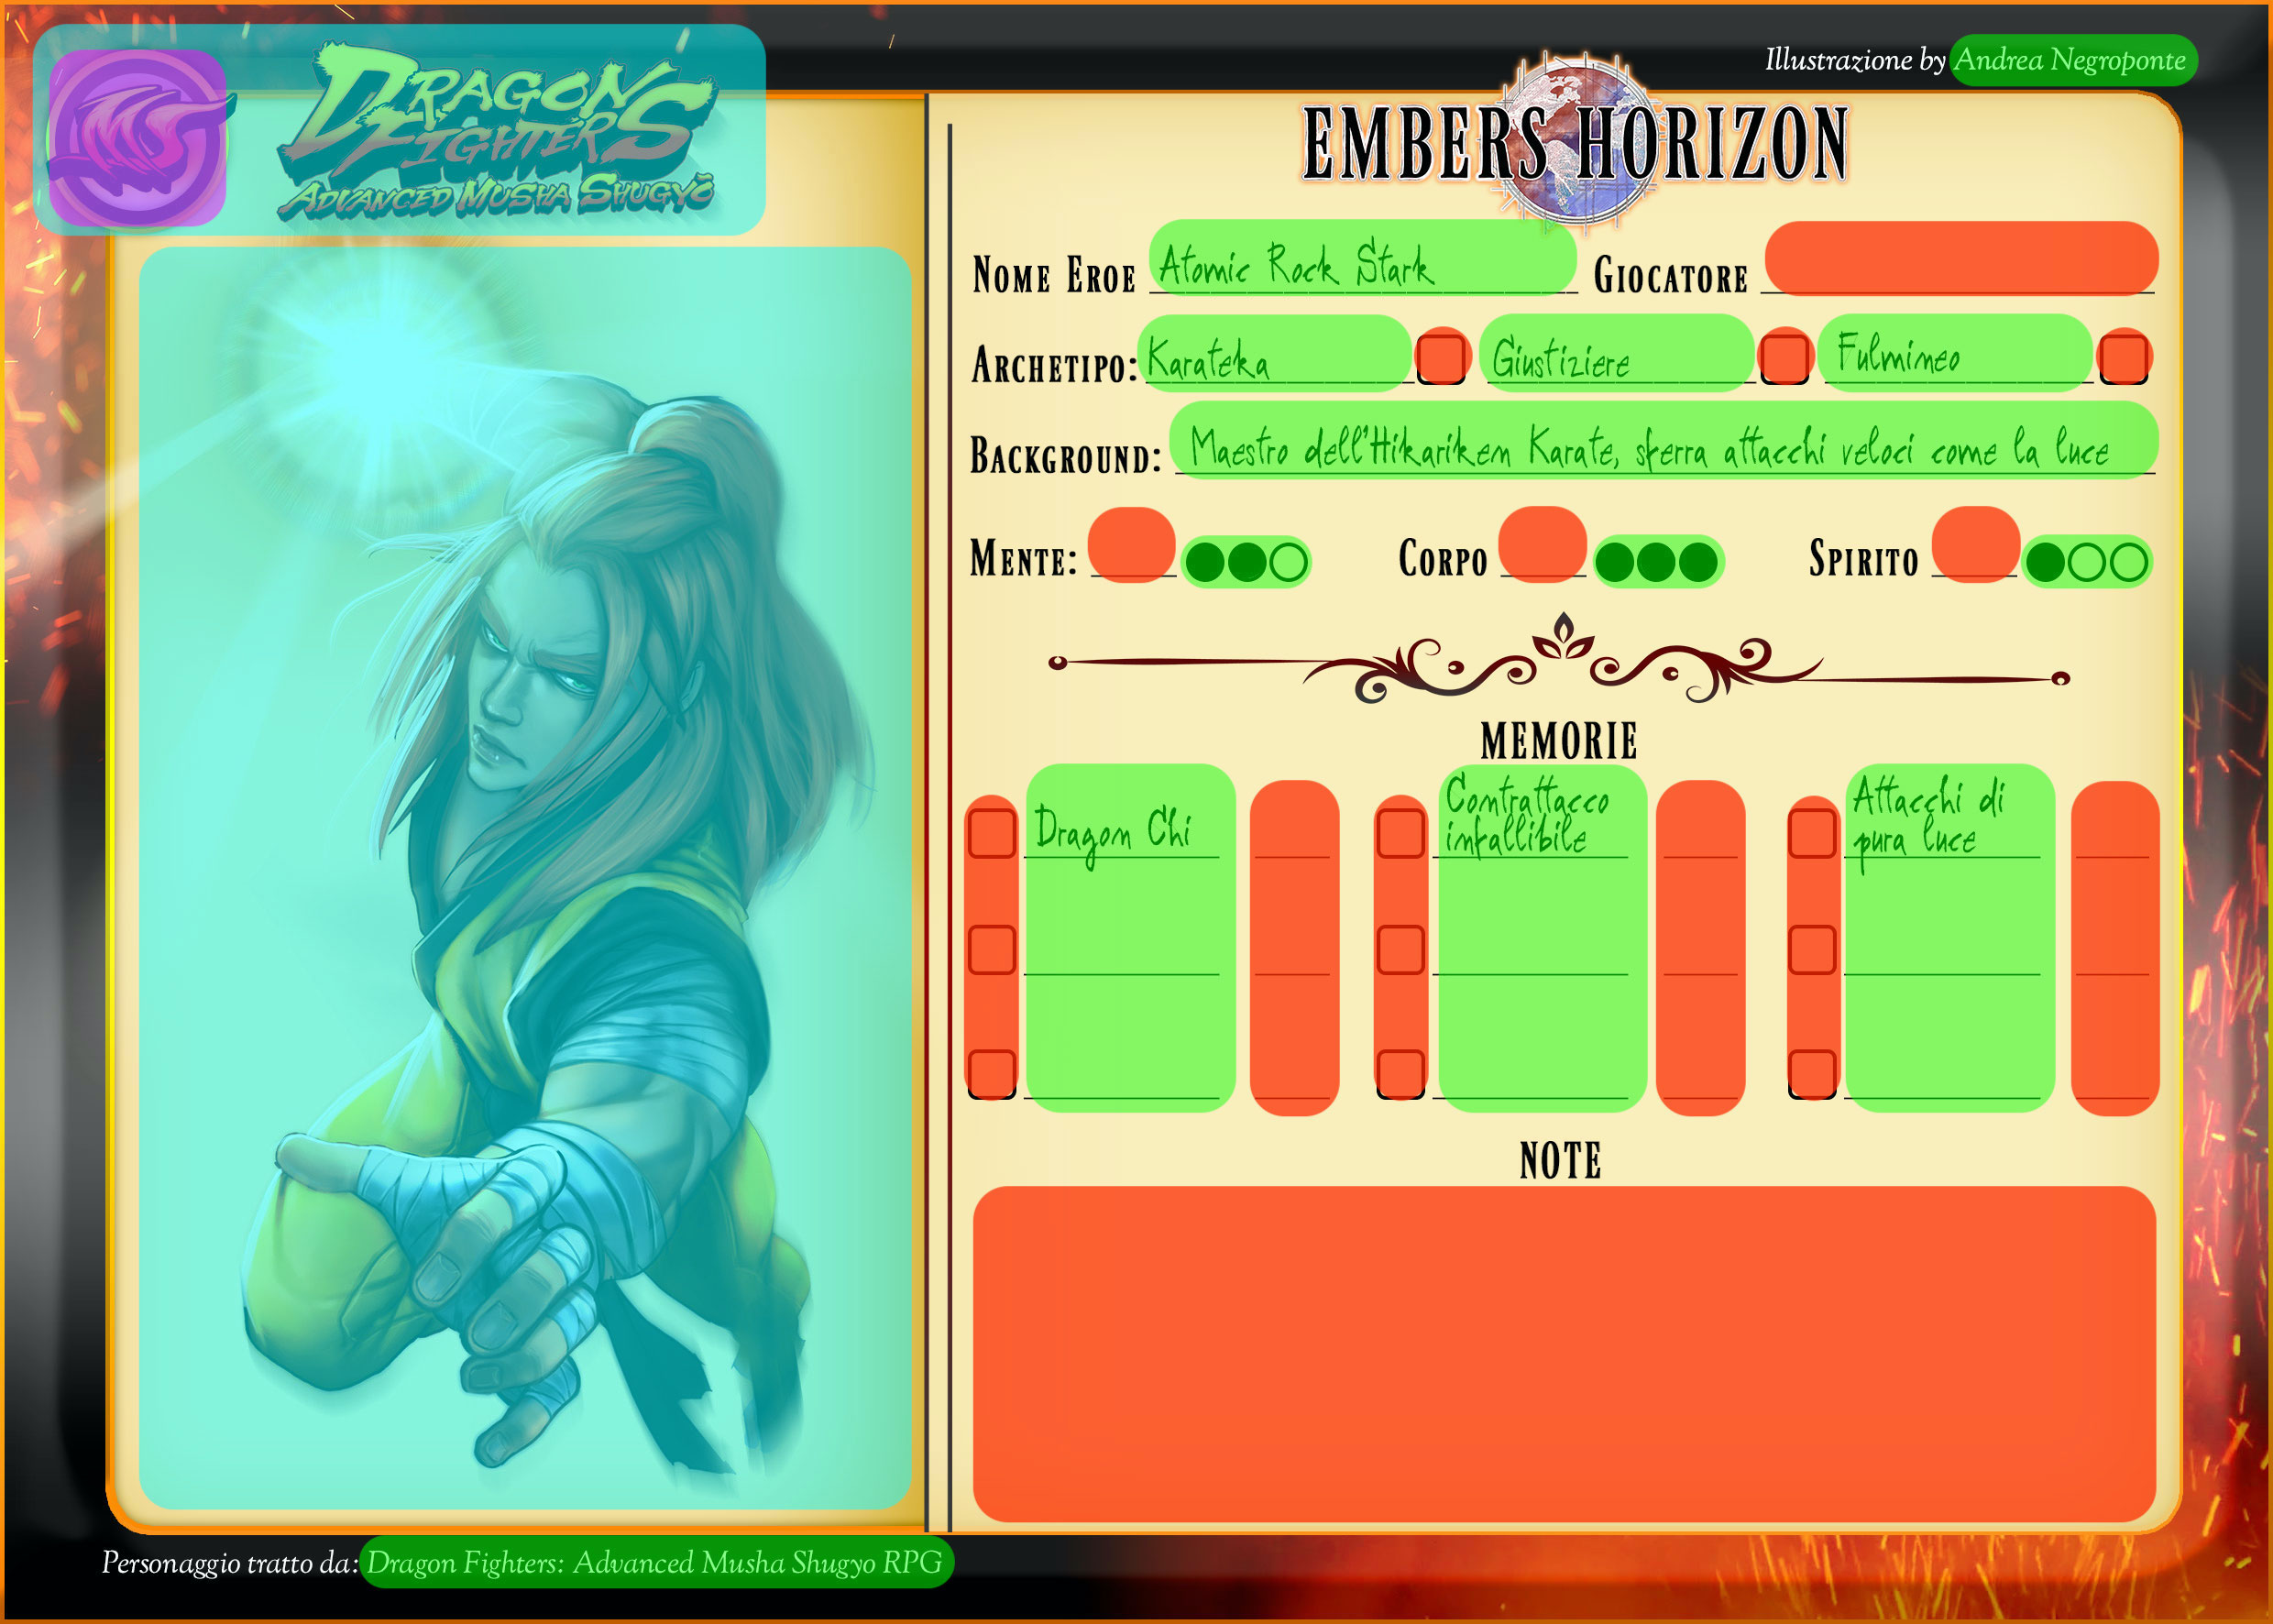 DRAGON
FIGHTERS
ADVANCED MUSHA SHUGYŌ
Illustrazione by Andrea Negroponte
EMBERS HORIZON
NOME EROE Atomic Rock Stark GIOCATORE
ARCHETIPO: Karateka Giustiziere Fulmineo
BACKGROUND: Maestro dell'Hikariken Karate, sferra attacchi veloci come la luce
MENTE: CORPO SPIRITO
MEMORIE
Dragon Chi
Contrattacco
infallibile
Attacchi di
pura luce
NOTE
Personaggio tratto da: Dragon Fighters: Advanced Musha Shugyo RPG